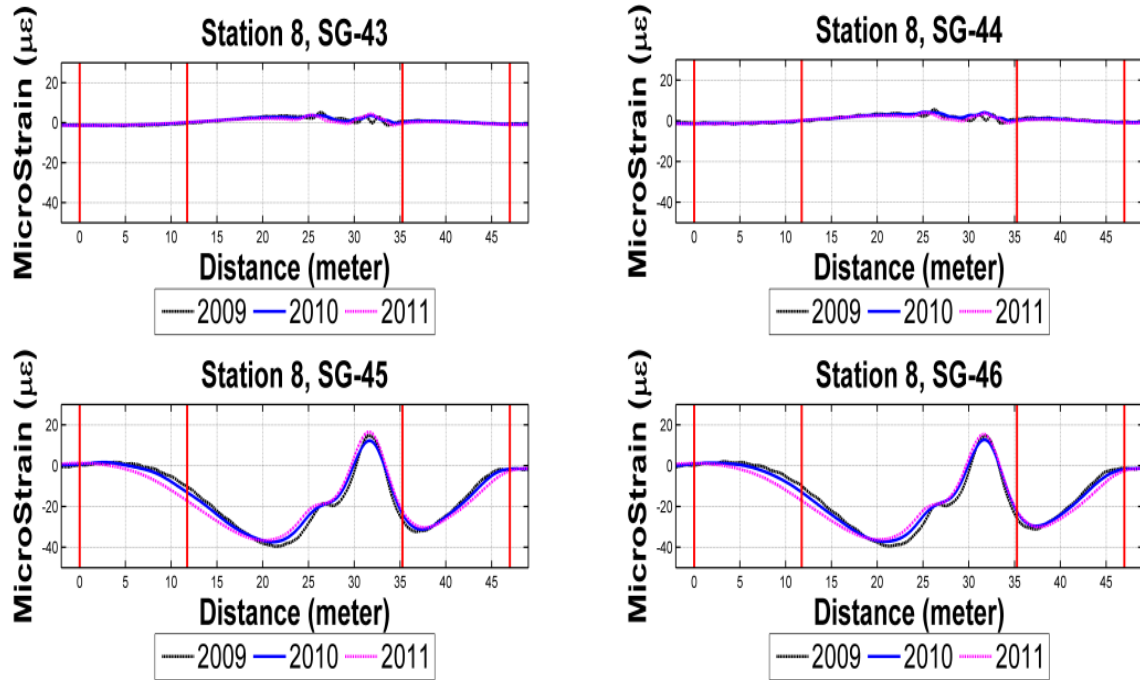 Station 8, SG-43
MicroStrain (με)
20
0
-20
-40
0 5 10 15 20 25 30 35 40 45
Distance (meter)
2009 2010 2011
Station 8, SG-44
MicroStrain (με)
20
0
-20
-40
0 5 10 15 20 25 30 35 40 45
Distance (meter)
2009 2010 2011
Station 8, SG-45
MicroStrain (με)
20
0
-20
-40
0 5 10 15 20 25 30 35 40 45
Distance (meter)
2009 2010 2011
Station 8, SG-46
MicroStrain (με)
20
0
-20
-40
0 5 10 15 20 25 30 35 40 45
Distance (meter)
2009 2010 2011